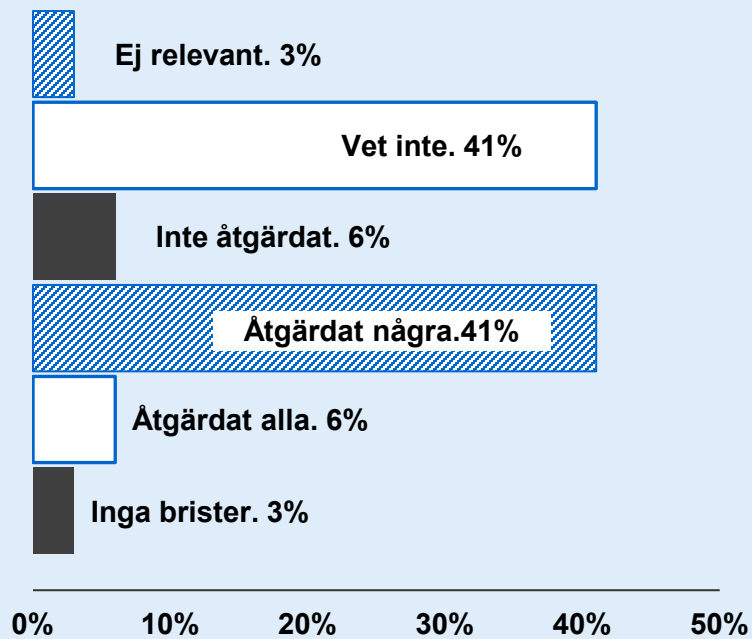 Ej relevant. 3%
Vet inte. 41%
Inte åtgärdat. 6%
Åtgärdat några.41%
Åtgärdat alla. 6%
Inga brister. 3%
0% 10% 20% 30% 40% 50%